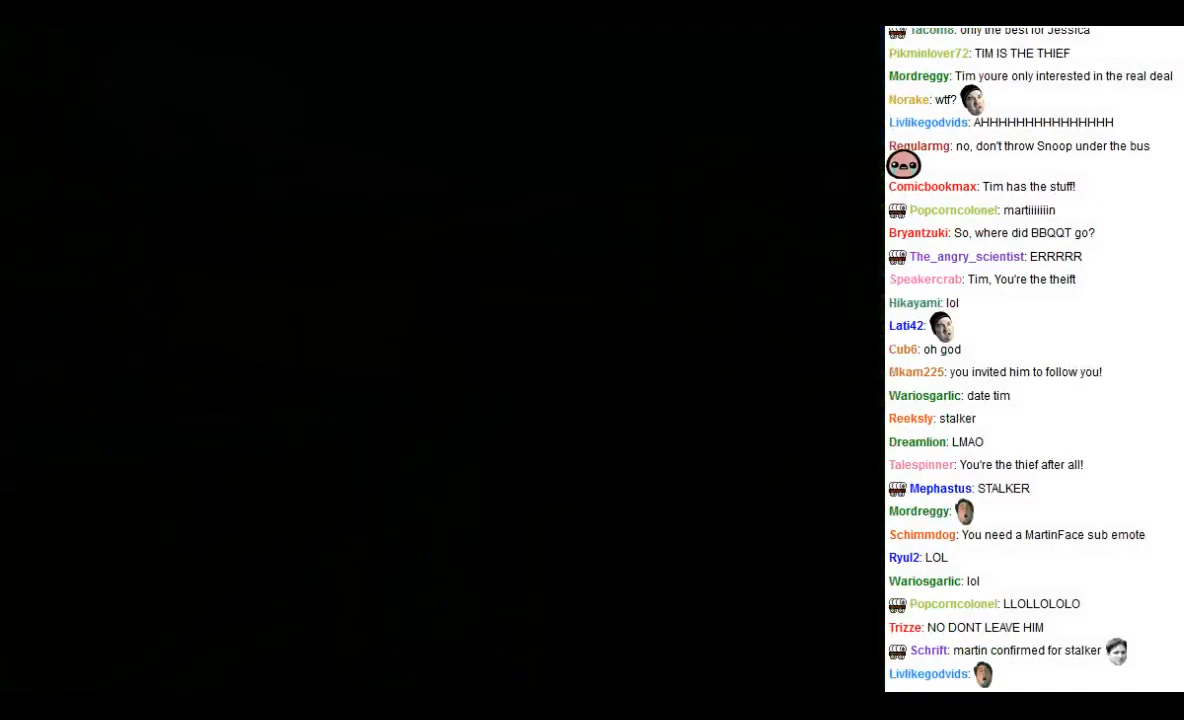 Tacom8: only the best for Jessica
Pikminlover72: TIM IS THE THIEF
Mordreggy: Tim youre only interested in the real deal
Norake: wtf?
Livlikegodvids: AHHHHHHHHHHHHHHH
Regularmg: no, don't throw Snoop under the bus
Comicbookmax: Tim has the stuff!
Popcorncolonel: martiiiiiiin
Bryantzuki: So, where did BBQQT go?
The_angry_scientist: ERRRRR
Speakercrab: Tim, You're the theift
Hikayami: lol
Lati42:
Cub6: oh god
Mkam225: you invited him to follow you!
Wariosgarlic: date tim
Reeksly: stalker
Dreamlion: LMAO
Talespinner: You're the thief after all!
Mephastus: STALKER
Mordreggy:
Schimmdog: You need a MartinFace sub emote
Ryul2: LOL
Wariosgarlic: lol
Popcorncolonel: LLOLLOLOLO
Trizze: NO DONT LEAVE HIM
Schrift: martin confirmed for stalker
Livlikegodvids: